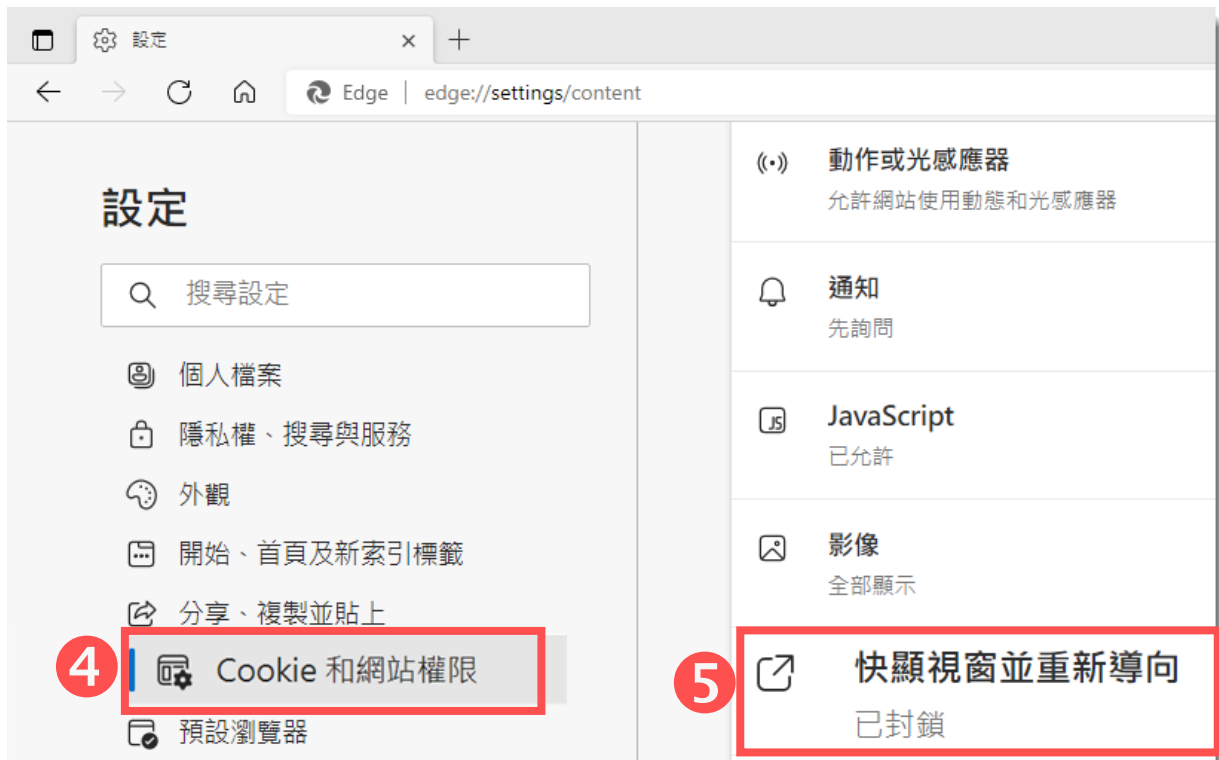 設定
Edge | edge://settings/content
設定
搜尋設定
個人檔案
隱私權、搜尋與服務
外觀
開始、首頁及新索引標籤
分享、複製並貼上
4
Cookie 和網站權限
預設瀏覽器
動作或光感應器
允許網站使用動態和光感應器
通知
先詢問
JS
JavaScript
已允許
影像
全部顯示
5
快顯視窗並重新導向
已封鎖